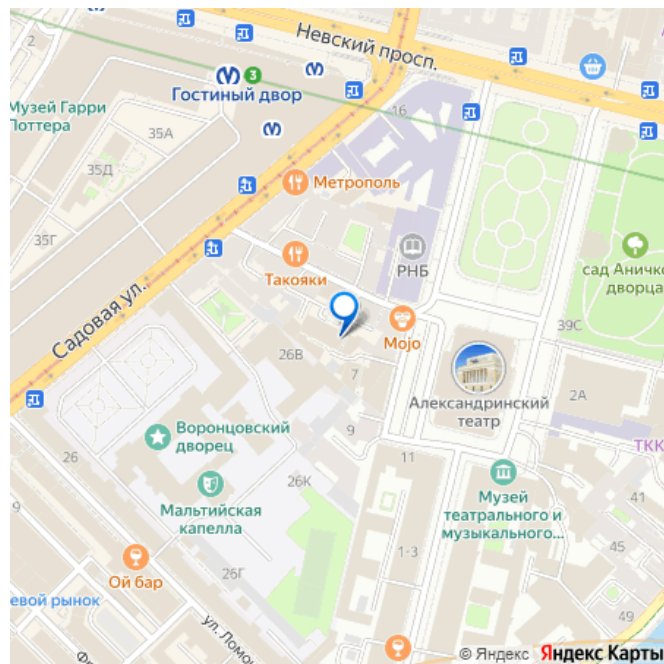 Невский просп.
2
3
Гостиный двор
Музей Гарри
Поттера
35А
16
35Д
Метрополь
35Г
РНБ
сад Аничко
дворца
Такояки
Садовая ул.
Mojo
39С
26В
7
2А
Александринский
театр
Воронцовский
дворец
9
ТКК
26
11
26К
Мальтийская
капелла
Музей
театрального и
музыкального...
41
1-3
45
Ой бар
26Г
евой рынок
ул. Ломо
49
Ф
© Яндекс Яндекс Карты